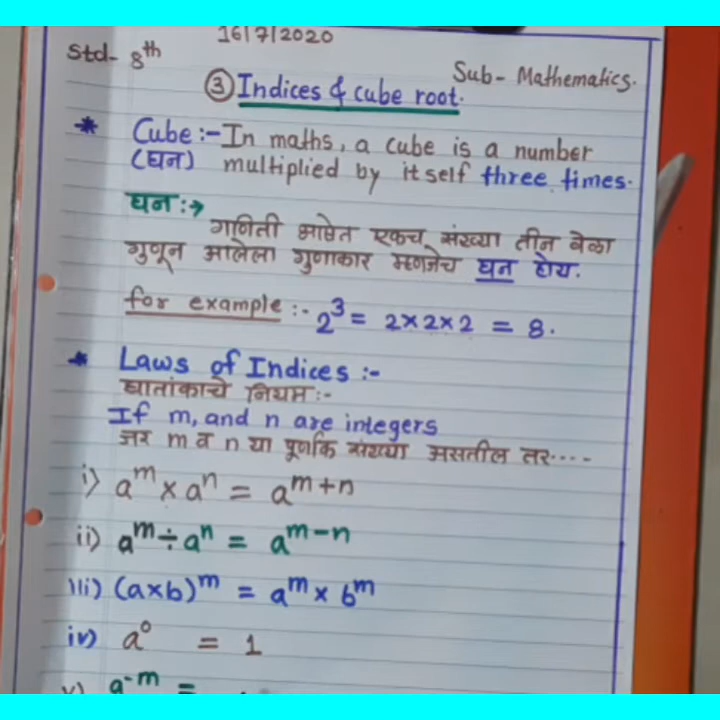 16/7/2020
Std- 8th
Sub- Mathematics.
③ Indices & cube root.
* Cube :- In maths, a cube is a number
(घन) multiplied by itself three times.
घन :→
गणिती भाषेत एकच संख्या तीन वेळा
गुणून आलेला गुणाकार म्हणजेच घन होय.
for example :- 2³ = 2×2×2 = 8.
* Laws of Indices :-
घातांकाचे नियम :-
If m, and n are integers
जर m व n या पूर्णांक संख्या असतील तर....
i) aᵐ × aⁿ = aᵐ⁺ⁿ
ii) aᵐ ÷ aⁿ = aᵐ⁻ⁿ
iii) (a×b)ᵐ = aᵐ × bᵐ
iv) a⁰ = 1
v) a⁻ᵐ =